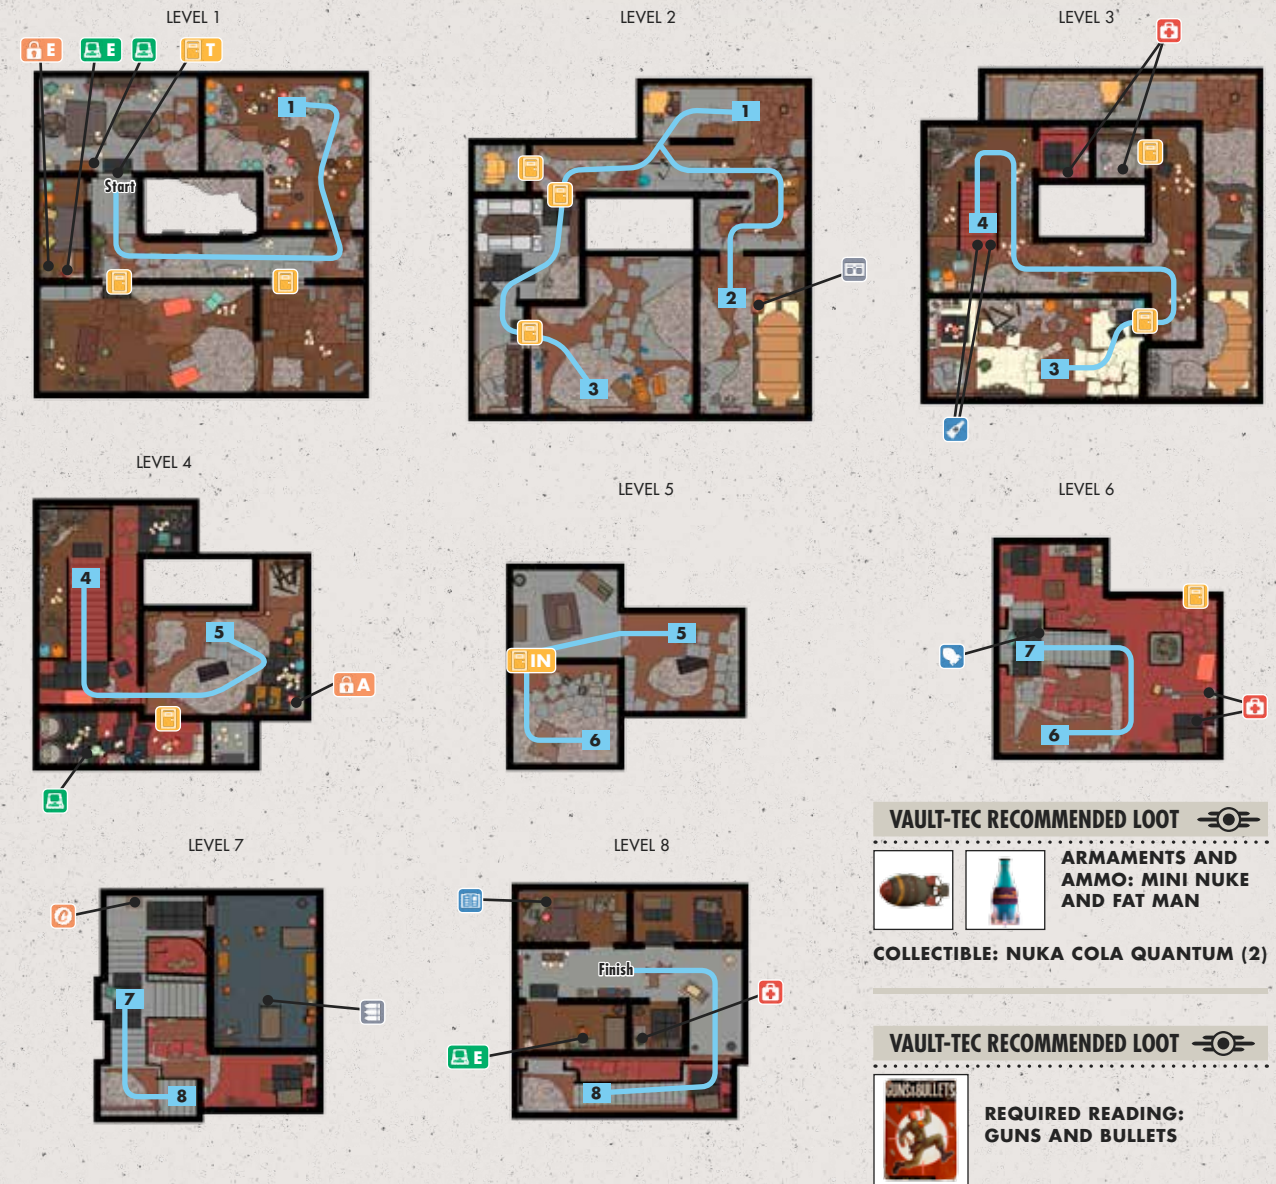 LEVEL 1
LEVEL 2
LEVEL 3
E
E
T
1
Start
1
2
3
4
3
LEVEL 4
LEVEL 5
LEVEL 6
4
5
A
5
IN
6
7
6
LEVEL 7
LEVEL 8
7
8
Finish
E
8
VAULT-TEC RECOMMENDED LOOT
ARMAMENTS AND
AMMO: MINI NUKE
AND FAT MAN
COLLECTIBLE: NUKA COLA QUANTUM (2)
VAULT-TEC RECOMMENDED LOOT
GUNS & BULLETS
REQUIRED READING:
GUNS AND BULLETS